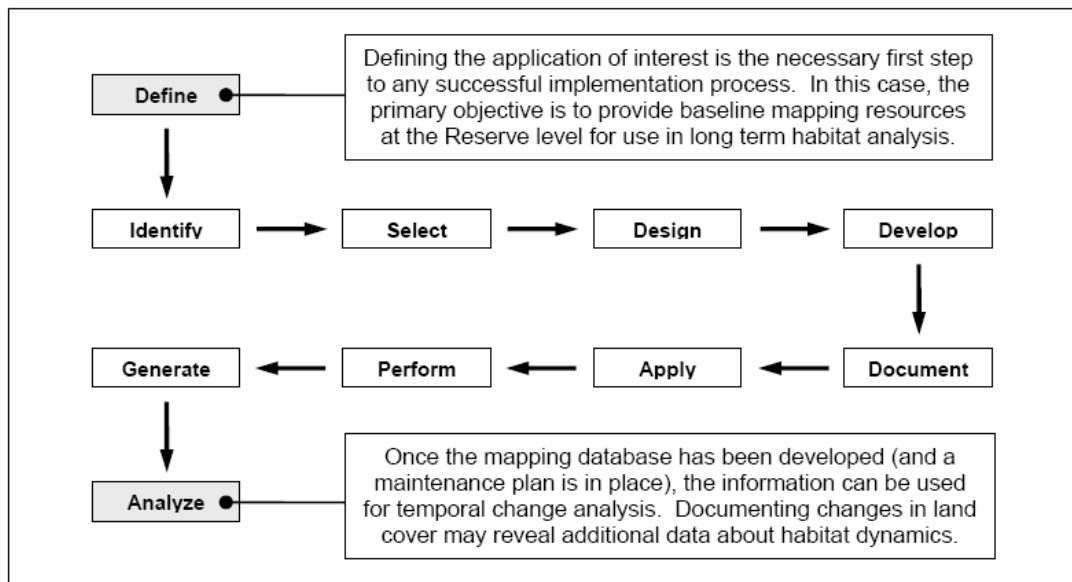 Defining the application of interest is the necessary first step
to any successful implementation process.  In this case, the
primary objective is to provide baseline mapping resources
at the Reserve level for use in long term habitat analysis.
Define
Identify
Select
Design
Develop
Generate
Perform
Apply
Document
Once the mapping database has been developed (and a
maintenance plan is in place), the information can be used
for temporal change analysis.  Documenting changes in land
cover may reveal additional data about habitat dynamics.
Analyze